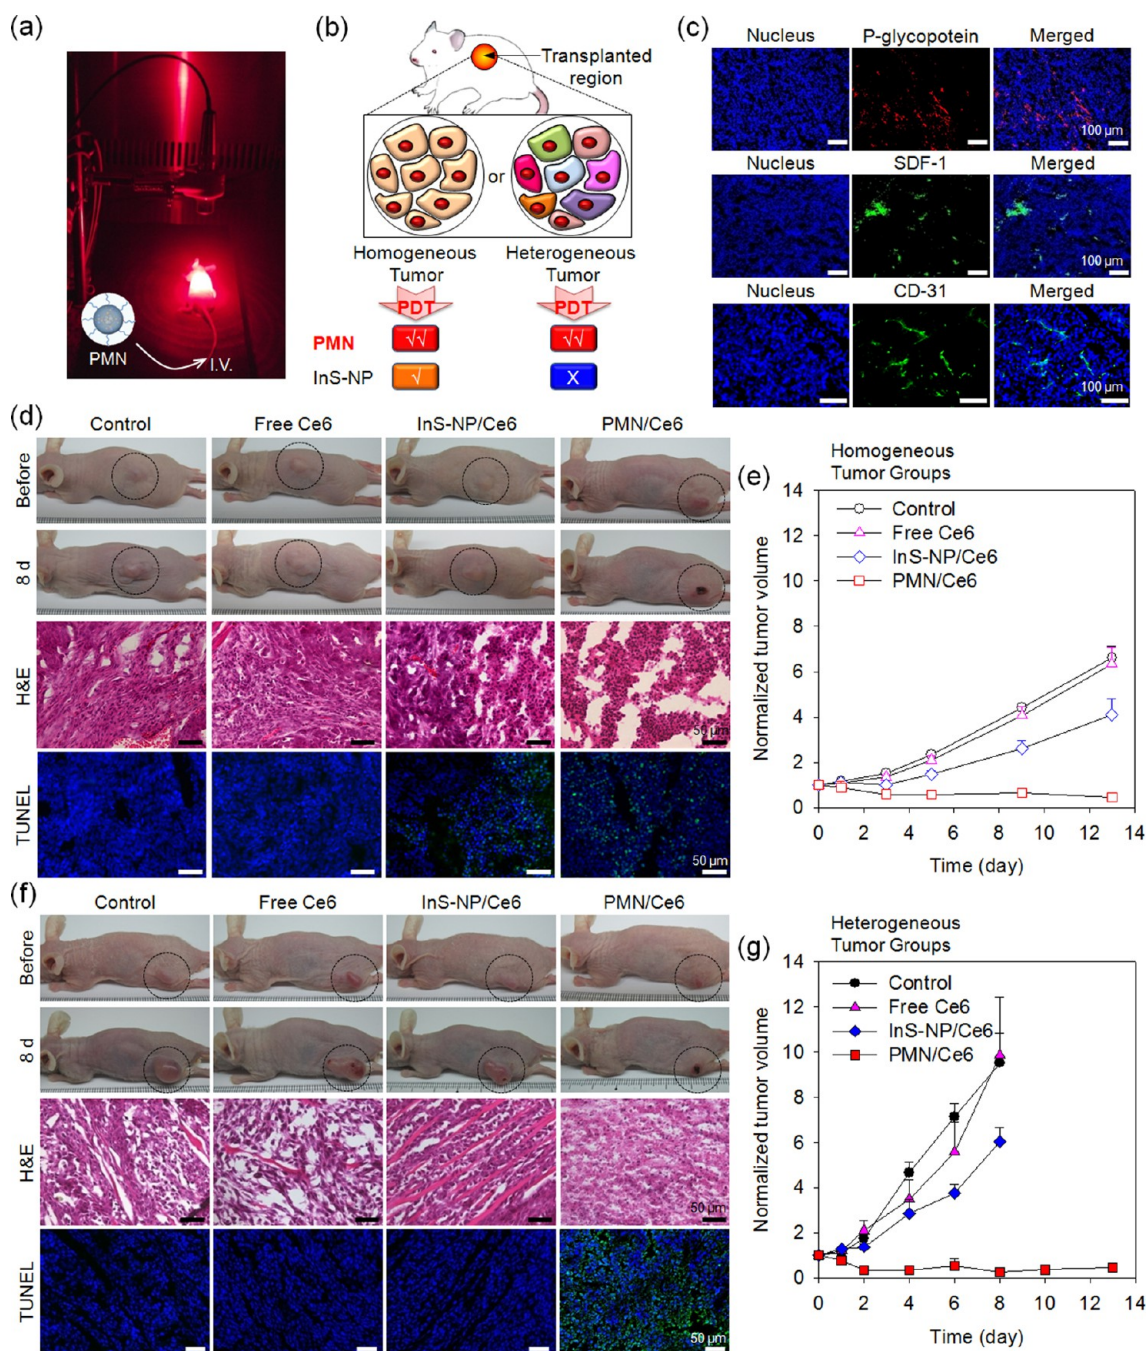 (a)
PMN
I.V.
(b)
Transplanted
region
or
Homogeneous
Tumor
Heterogeneous
Tumor
PDT
PDT
PMN
√√
√√
InS-NP
√
X
(c)
Nucleus P-glycopotein Merged
100 μm
Nucleus SDF-1 Merged
100 μm
Nucleus CD-31 Merged
100 μm
(d)
Control Free Ce6 InS-NP/Ce6 PMN/Ce6
Before
8 d
H&E
50 μm
TUNEL
50 μm
(e)
Homogeneous
Tumor Groups
Control
Free Ce6
InS-NP/Ce6
PMN/Ce6
Normalized tumor volume
14
12
10
8
6
4
2
0
0 2 4 6 8 10 12 14
Time (day)
(f)
Control Free Ce6 InS-NP/Ce6 PMN/Ce6
Before
8 d
H&E
50 μm
TUNEL
50 μm
(g)
Heterogeneous
Tumor Groups
Control
Free Ce6
InS-NP/Ce6
PMN/Ce6
Normalized tumor volume
14
12
10
8
6
4
2
0
0 2 4 6 8 10 12 14
Time (day)